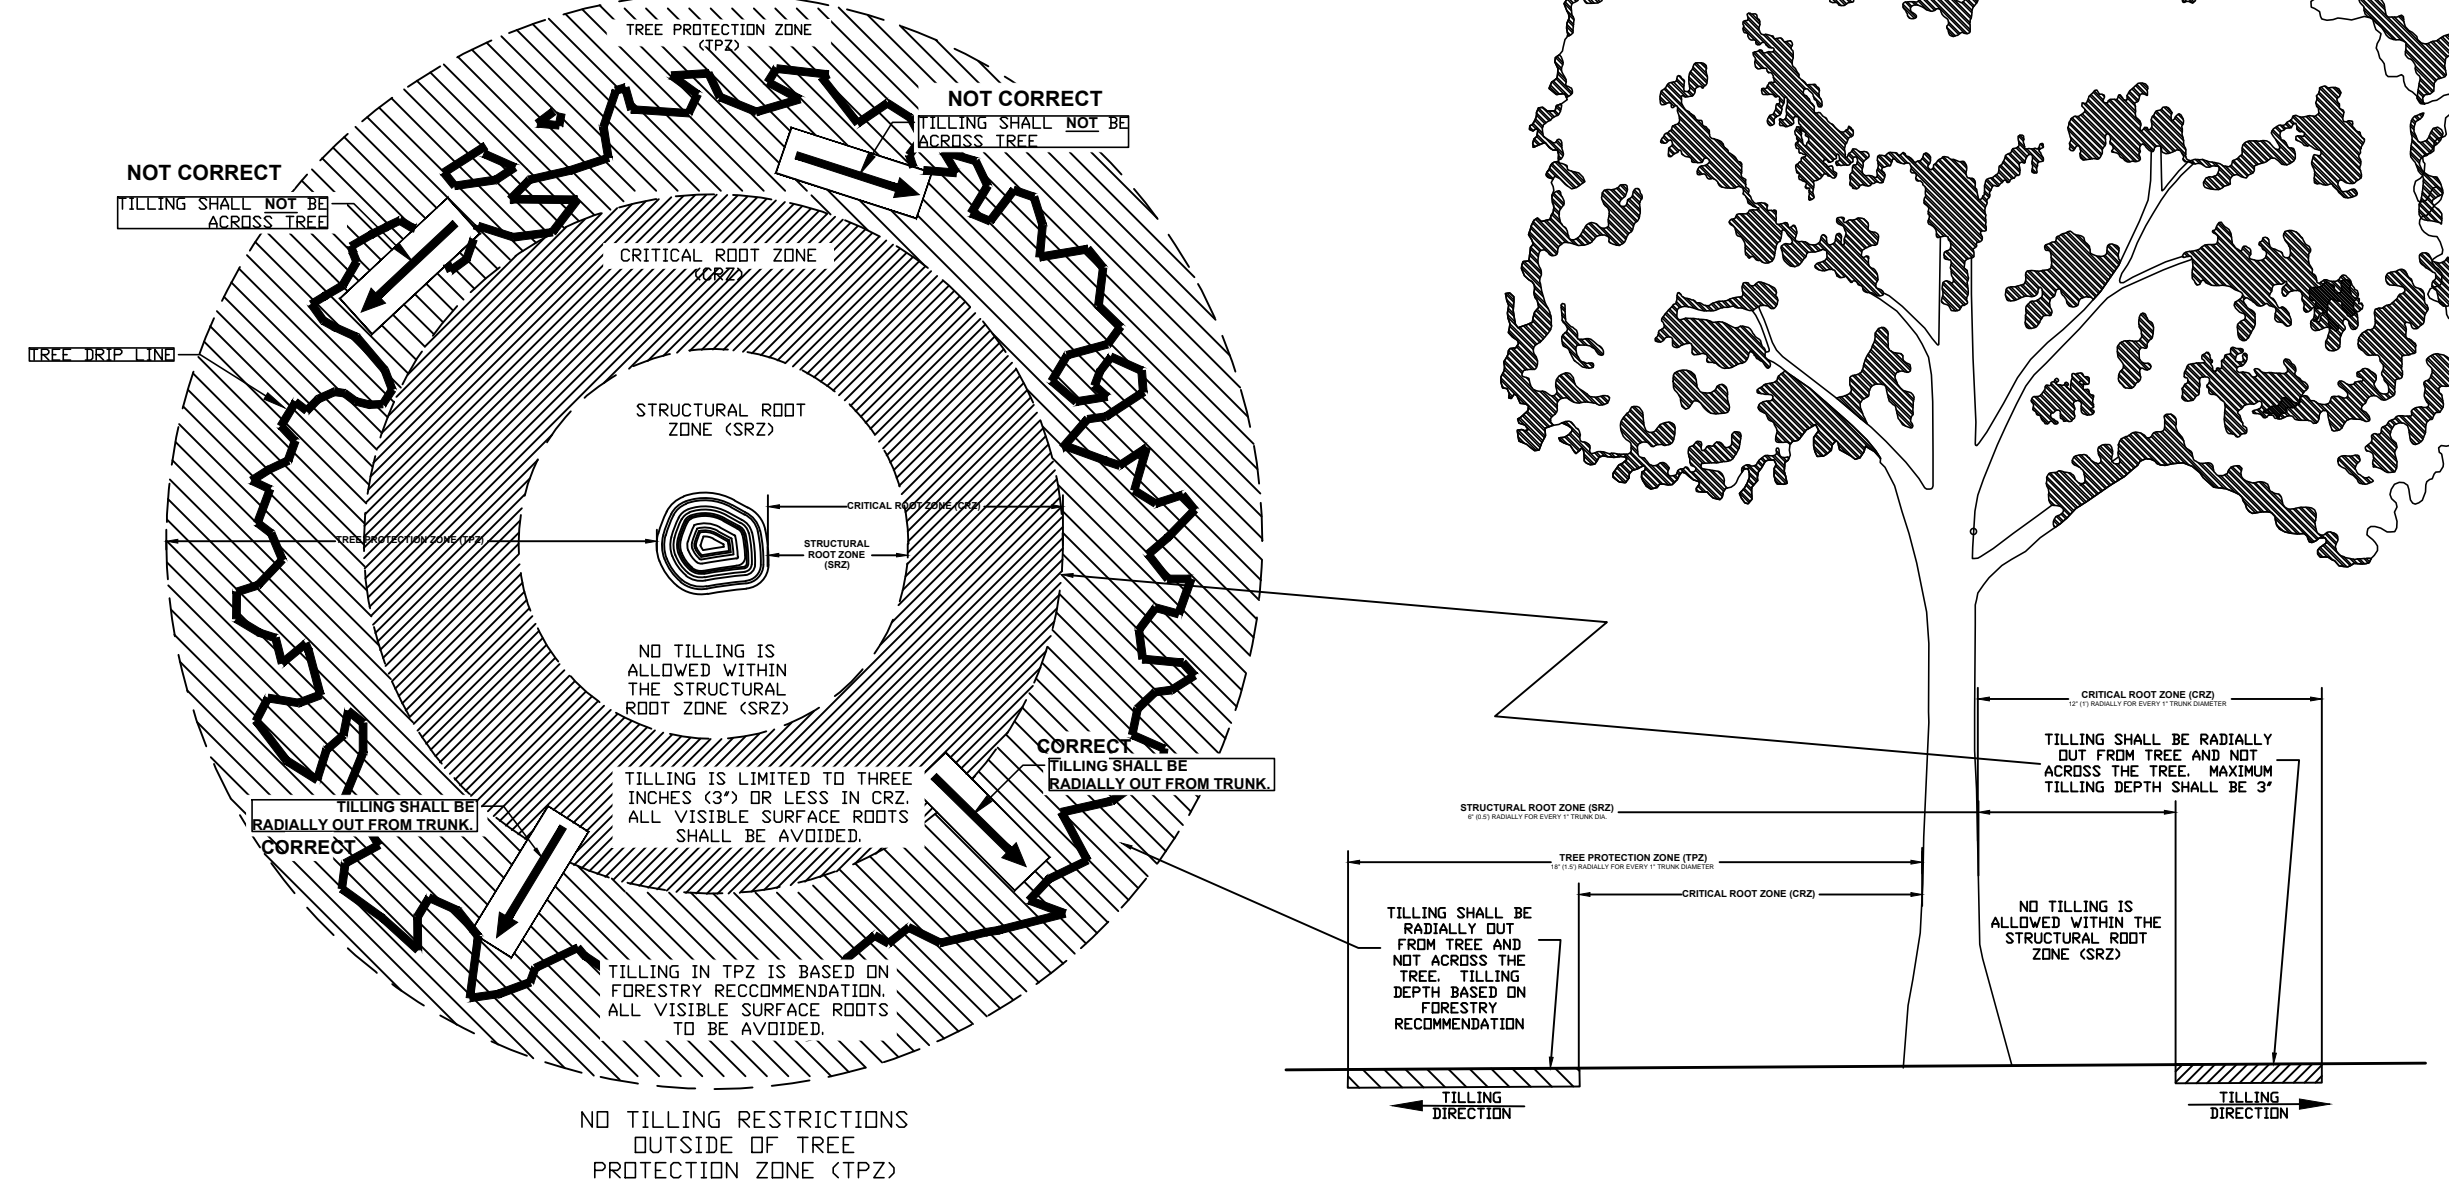 TREE PROTECTION ZONE
(TPZ)
NOT CORRECT
TILLING SHALL NOT BE
ACROSS TREE
NOT CORRECT
TILLING SHALL NOT BE
ACROSS TREE
CRITICAL ROOT ZONE
(CRZ)
TREE DRIP LINE
STRUCTURAL ROOT
ZONE (SRZ)
CRITICAL ROOT ZONE (CRZ)
TREE PROTECTION ZONE (TPZ)
STRUCTURAL
ROOT ZONE
(SRZ)
NO TILLING IS
ALLOWED WITHIN
THE STRUCTURAL
ROOT ZONE (SRZ)
CORRECT
TILLING SHALL BE
RADIALLY OUT FROM TRUNK.
TILLING IS LIMITED TO THREE
INCHES (3") OR LESS IN CRZ.
ALL VISIBLE SURFACE ROOTS
SHALL BE AVOIDED.
TILLING SHALL BE
RADIALLY OUT FROM TRUNK.
CORRECT
TILLING IN TPZ IS BASED ON
FORESTRY RECCOMMENDATION.
ALL VISIBLE SURFACE ROOTS
TO BE AVOIDED.
NO TILLING RESTRICTIONS
OUTSIDE OF TREE
PROTECTION ZONE (TPZ)
CRITICAL ROOT ZONE (CRZ)
12" (1') RADIALLY FOR EVERY 1" TRUNK DIAMETER
TILLING SHALL BE RADIALLY
OUT FROM TREE AND NOT
ACROSS THE TREE. MAXIMUM
TILLING DEPTH SHALL BE 3"
STRUCTURAL ROOT ZONE (SRZ)
6" (0.5') RADIALLY FOR EVERY 1" TRUNK DIA.
TREE PROTECTION ZONE (TPZ)
18" (1.5') RADIALLY FOR EVERY 1" TRUNK DIAMETER
CRITICAL ROOT ZONE (CRZ)
TILLING SHALL BE
RADIALLY OUT
FROM TREE AND
NOT ACROSS THE
TREE. TILLING
DEPTH BASED ON
FORESTRY
RECOMMENDATION
NO TILLING IS
ALLOWED WITHIN THE
STRUCTURAL ROOT
ZONE (SRZ)
TILLING
DIRECTION
TILLING
DIRECTION